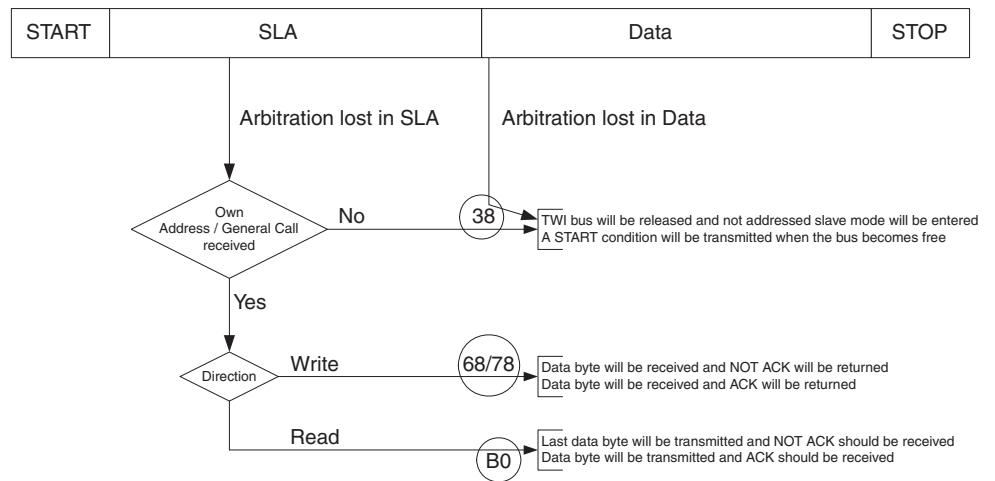 START SLA Data STOP
Arbitration lost in SLA Arbitration lost in Data
Own
Address / General Call
received
No
38
TWI bus will be released and not addressed slave mode will be entered
A START condition will be transmitted when the bus becomes free
Yes
Direction
Write
68/78
Data byte will be received and NOT ACK will be returned
Data byte will be received and ACK will be returned
Read
B0
Last data byte will be transmitted and NOT ACK should be received
Data byte will be transmitted and ACK should be received